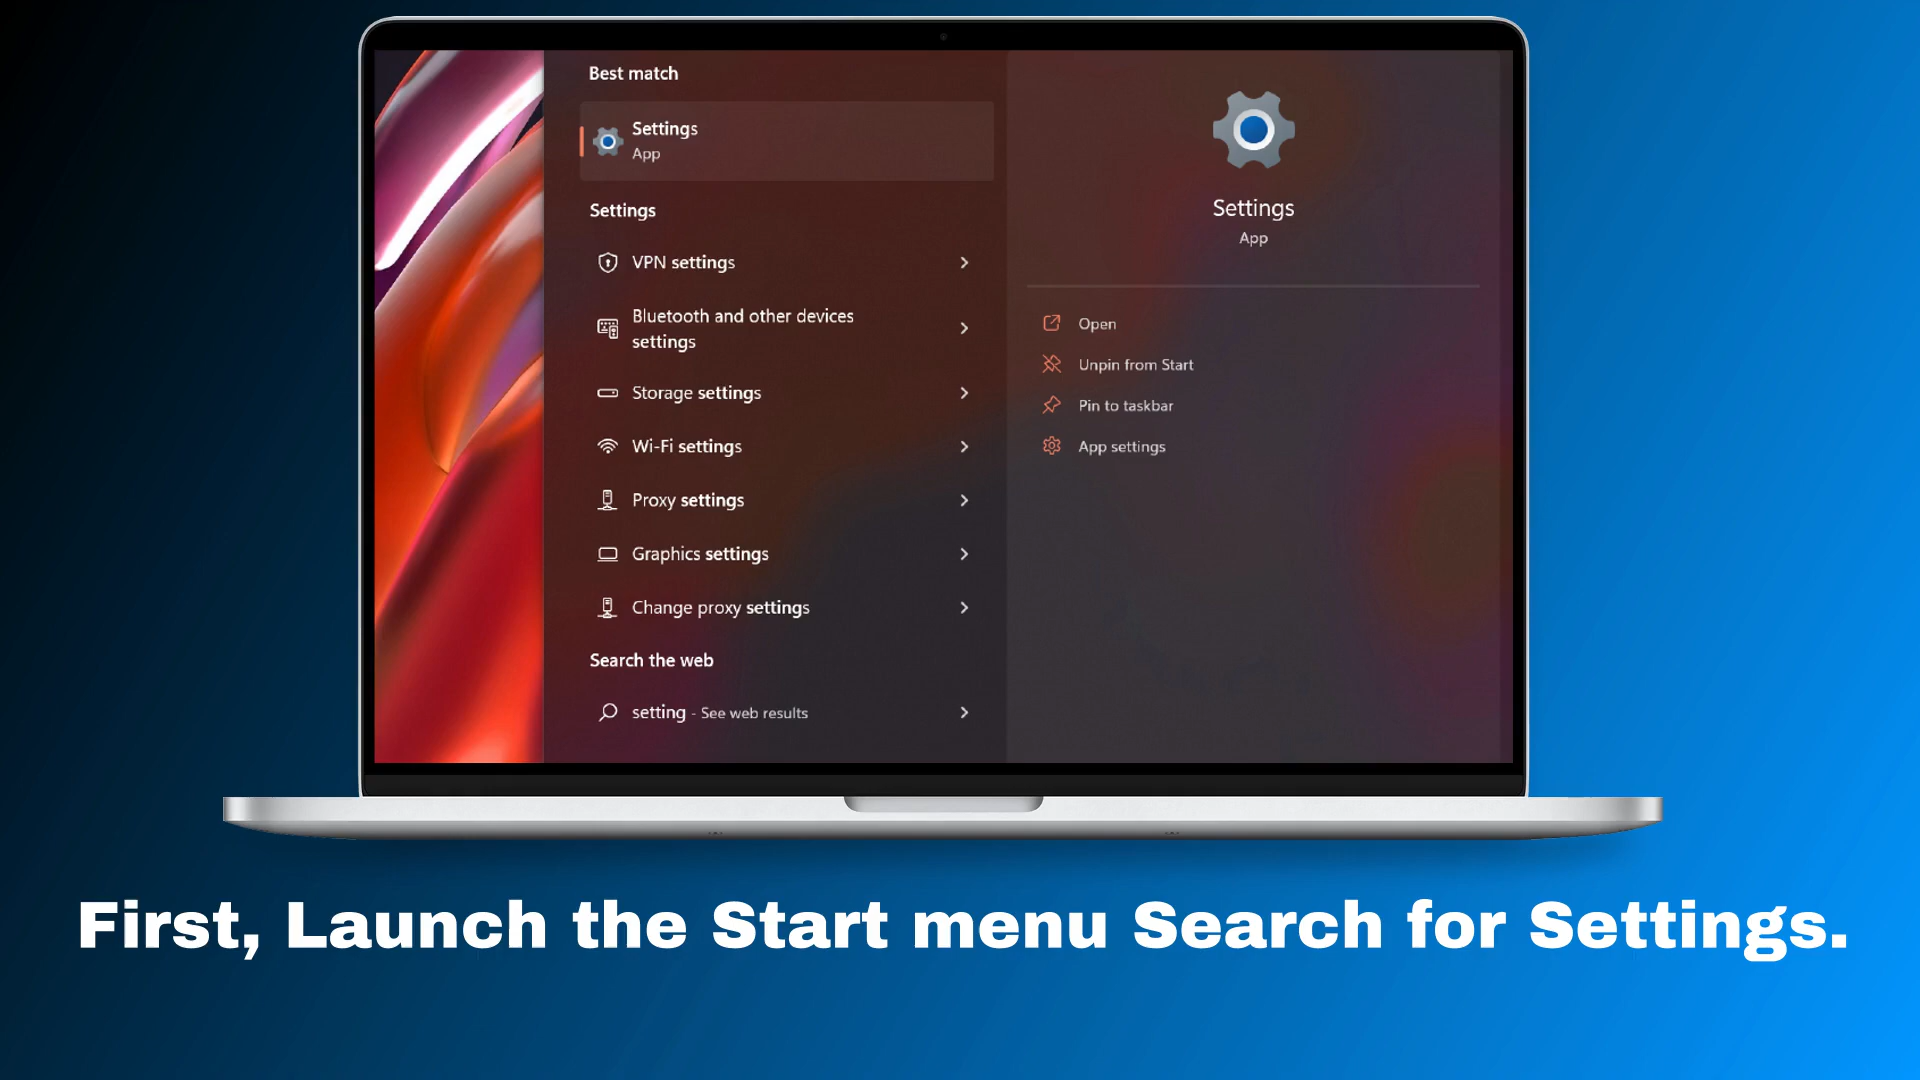 Best match
Settings
App
Settings
VPN settings
Bluetooth and other devices
settings
Storage settings
Wi-Fi settings
Proxy settings
Graphics settings
Change proxy settings
Search the web
setting - See web results
Settings
App
Open
Unpin from Start
Pin to taskbar
App settings
First, Launch the Start menu Search for Settings.